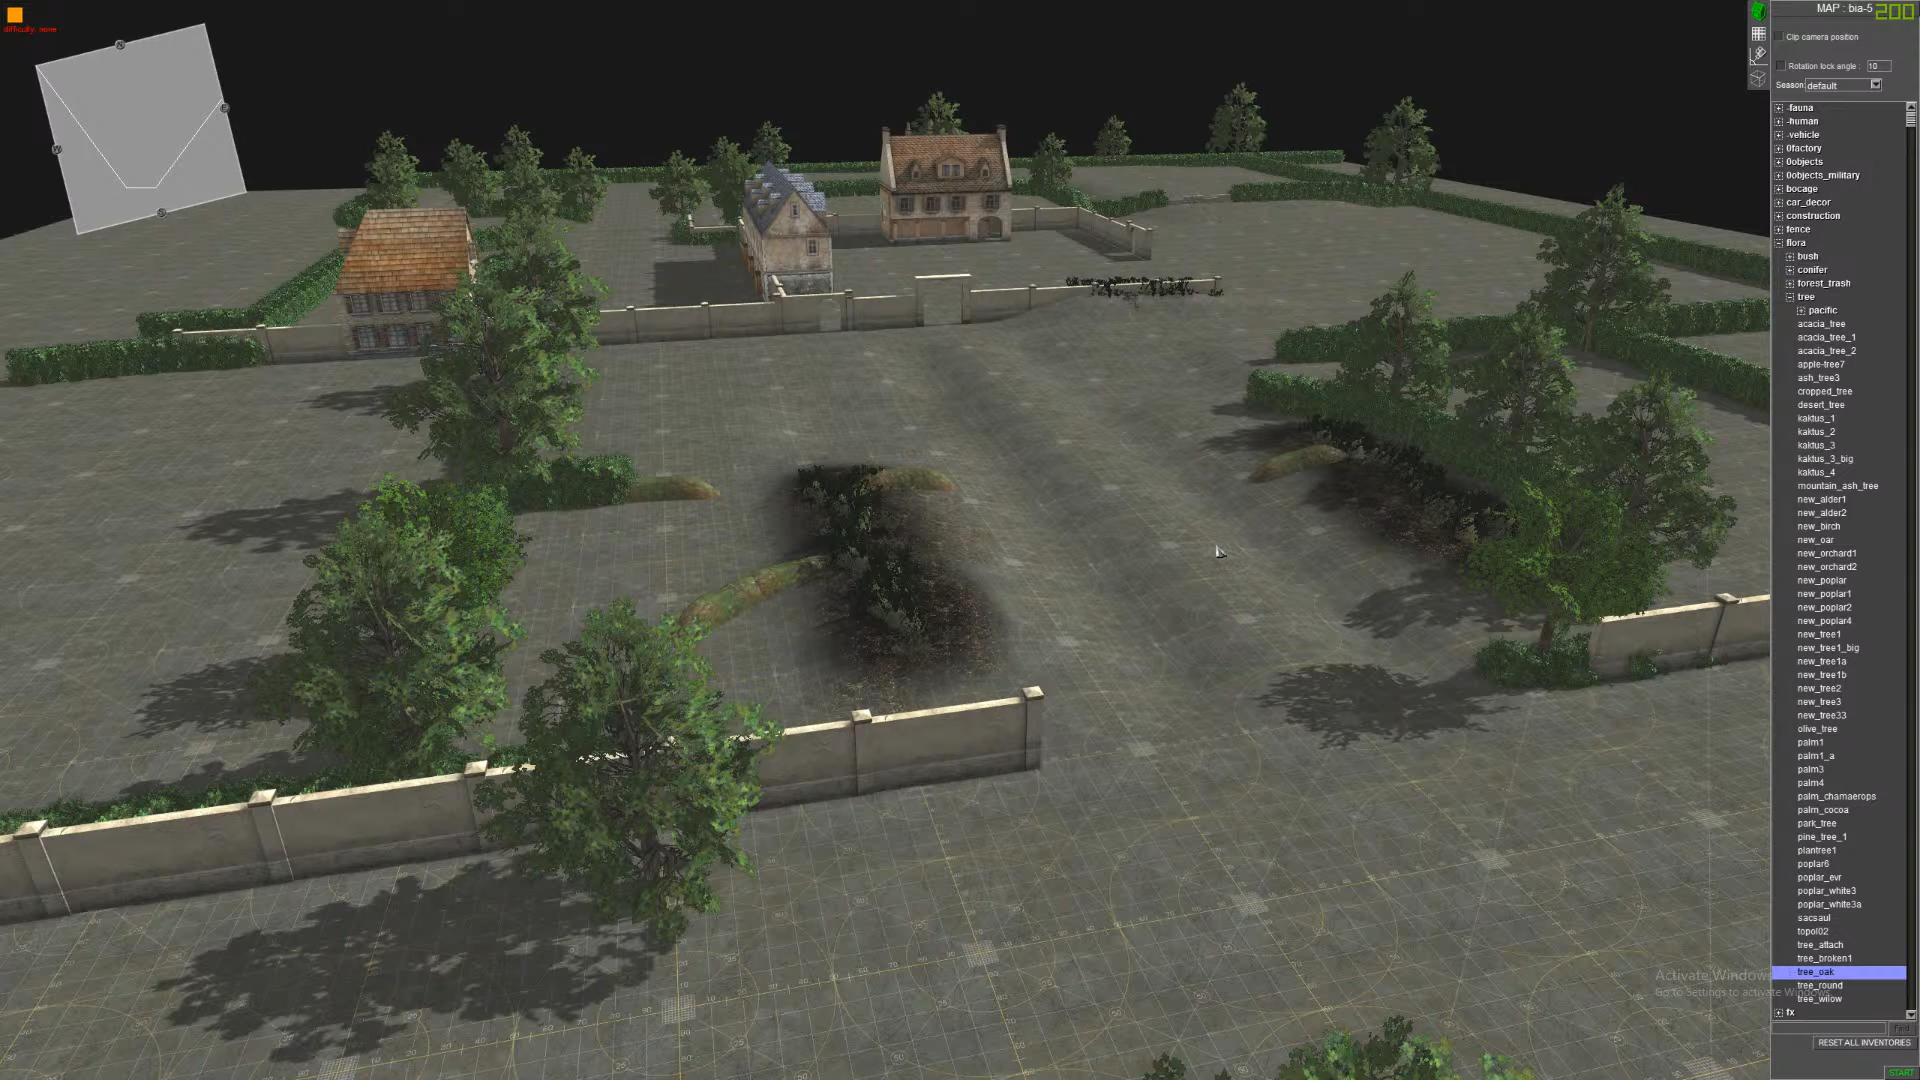 difficulty: none
MAP : bia-5
200
Clip camera position
Rotation lock angle : 10
Season: default
-fauna
-human
-vehicle
0factory
0objects
0objects_military
bocage
car_decor
construction
fence
flora
bush
conifer
forest_trash
tree
pacific
acacia_tree
acacia_tree_1
acacia_tree_2
apple-tree7
ash_tree3
cropped_tree
desert_tree
kaktus_1
kaktus_2
kaktus_3
kaktus_3_big
kaktus_4
mountain_ash_tree
new_alder1
new_alder2
new_birch
new_oar
new_orchard1
new_orchard2
new_poplar
new_poplar1
new_poplar2
new_poplar4
new_tree1
new_tree1_big
new_tree1a
new_tree1b
new_tree2
new_tree3
new_tree33
olive_tree
palm1
palm1_a
palm3
palm4
palm_chamaerops
palm_cocoa
park_tree
pine_tree_1
plantree1
poplar6
poplar_evr
poplar_white3
poplar_white3a
sacsaul
topol02
tree_attach
tree_broken1
tree_oak
tree_round
tree_wilow
fx
Find
RESET ALL INVENTORIES
START
Activate Windows
Go to Settings to activate Windows.